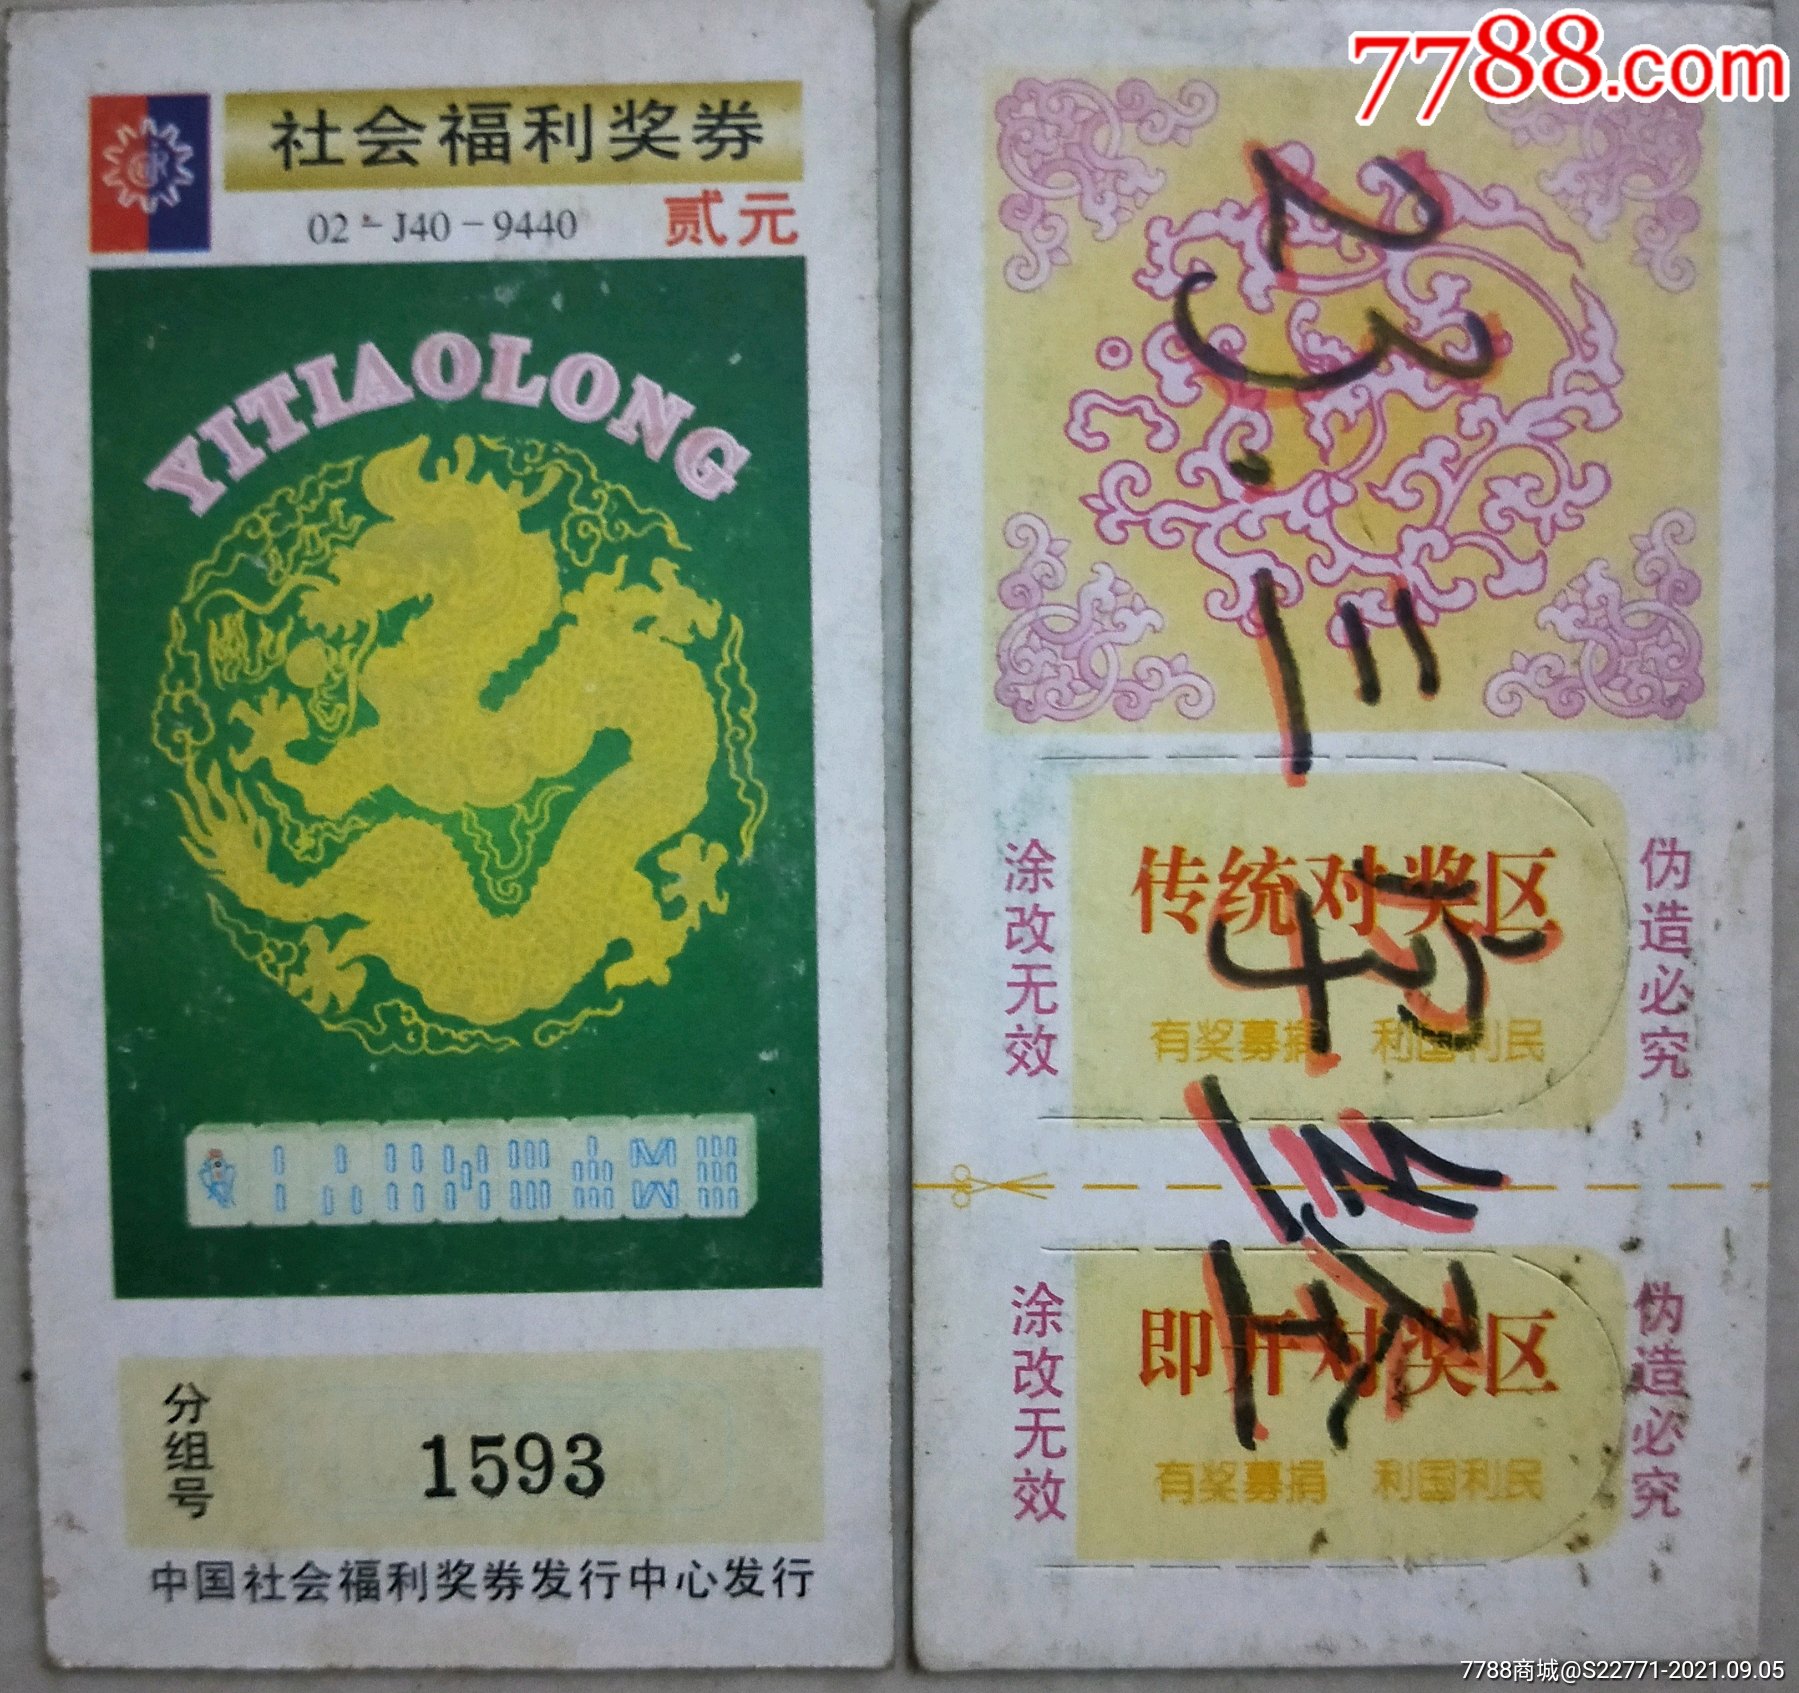 社会福利奖券
02-J40-9440
贰元
YITIAOLONG
分组号
1593
中国社会福利奖券发行中心发行
7788.com
涂改无效
传统对奖区
有奖募捐 利国利民
伪造必究
涂改无效
即开对奖区
有奖募捐 利国利民
伪造必究
7788商城@S22771-2021.09.05